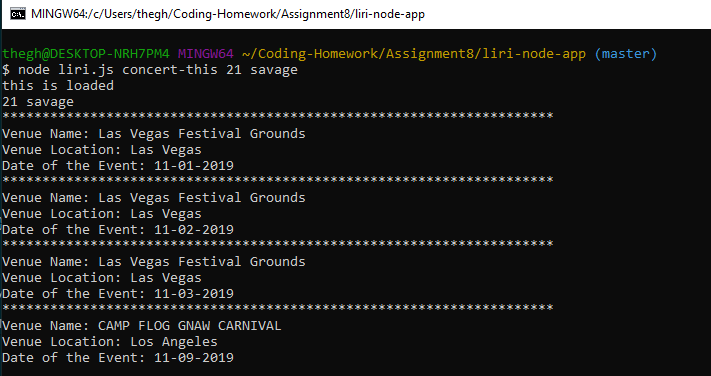 MINGW64:/c/Users/thegh/Coding-Homework/Assignment8/liri-node-app
thegh@DESKTOP-NRH7PM4 MINGW64 ~/Coding-Homework/Assignment8/liri-node-app (master)
$ node liri.js concert-this 21 savage
this is loaded
21 savage
*********************************************************************
Venue Name: Las Vegas Festival Grounds
Venue Location: Las Vegas
Date of the Event: 11-01-2019
*********************************************************************
Venue Name: Las Vegas Festival Grounds
Venue Location: Las Vegas
Date of the Event: 11-02-2019
*********************************************************************
Venue Name: Las Vegas Festival Grounds
Venue Location: Las Vegas
Date of the Event: 11-03-2019
*********************************************************************
Venue Name: CAMP FLOG GNAW CARNIVAL
Venue Location: Los Angeles
Date of the Event: 11-09-2019